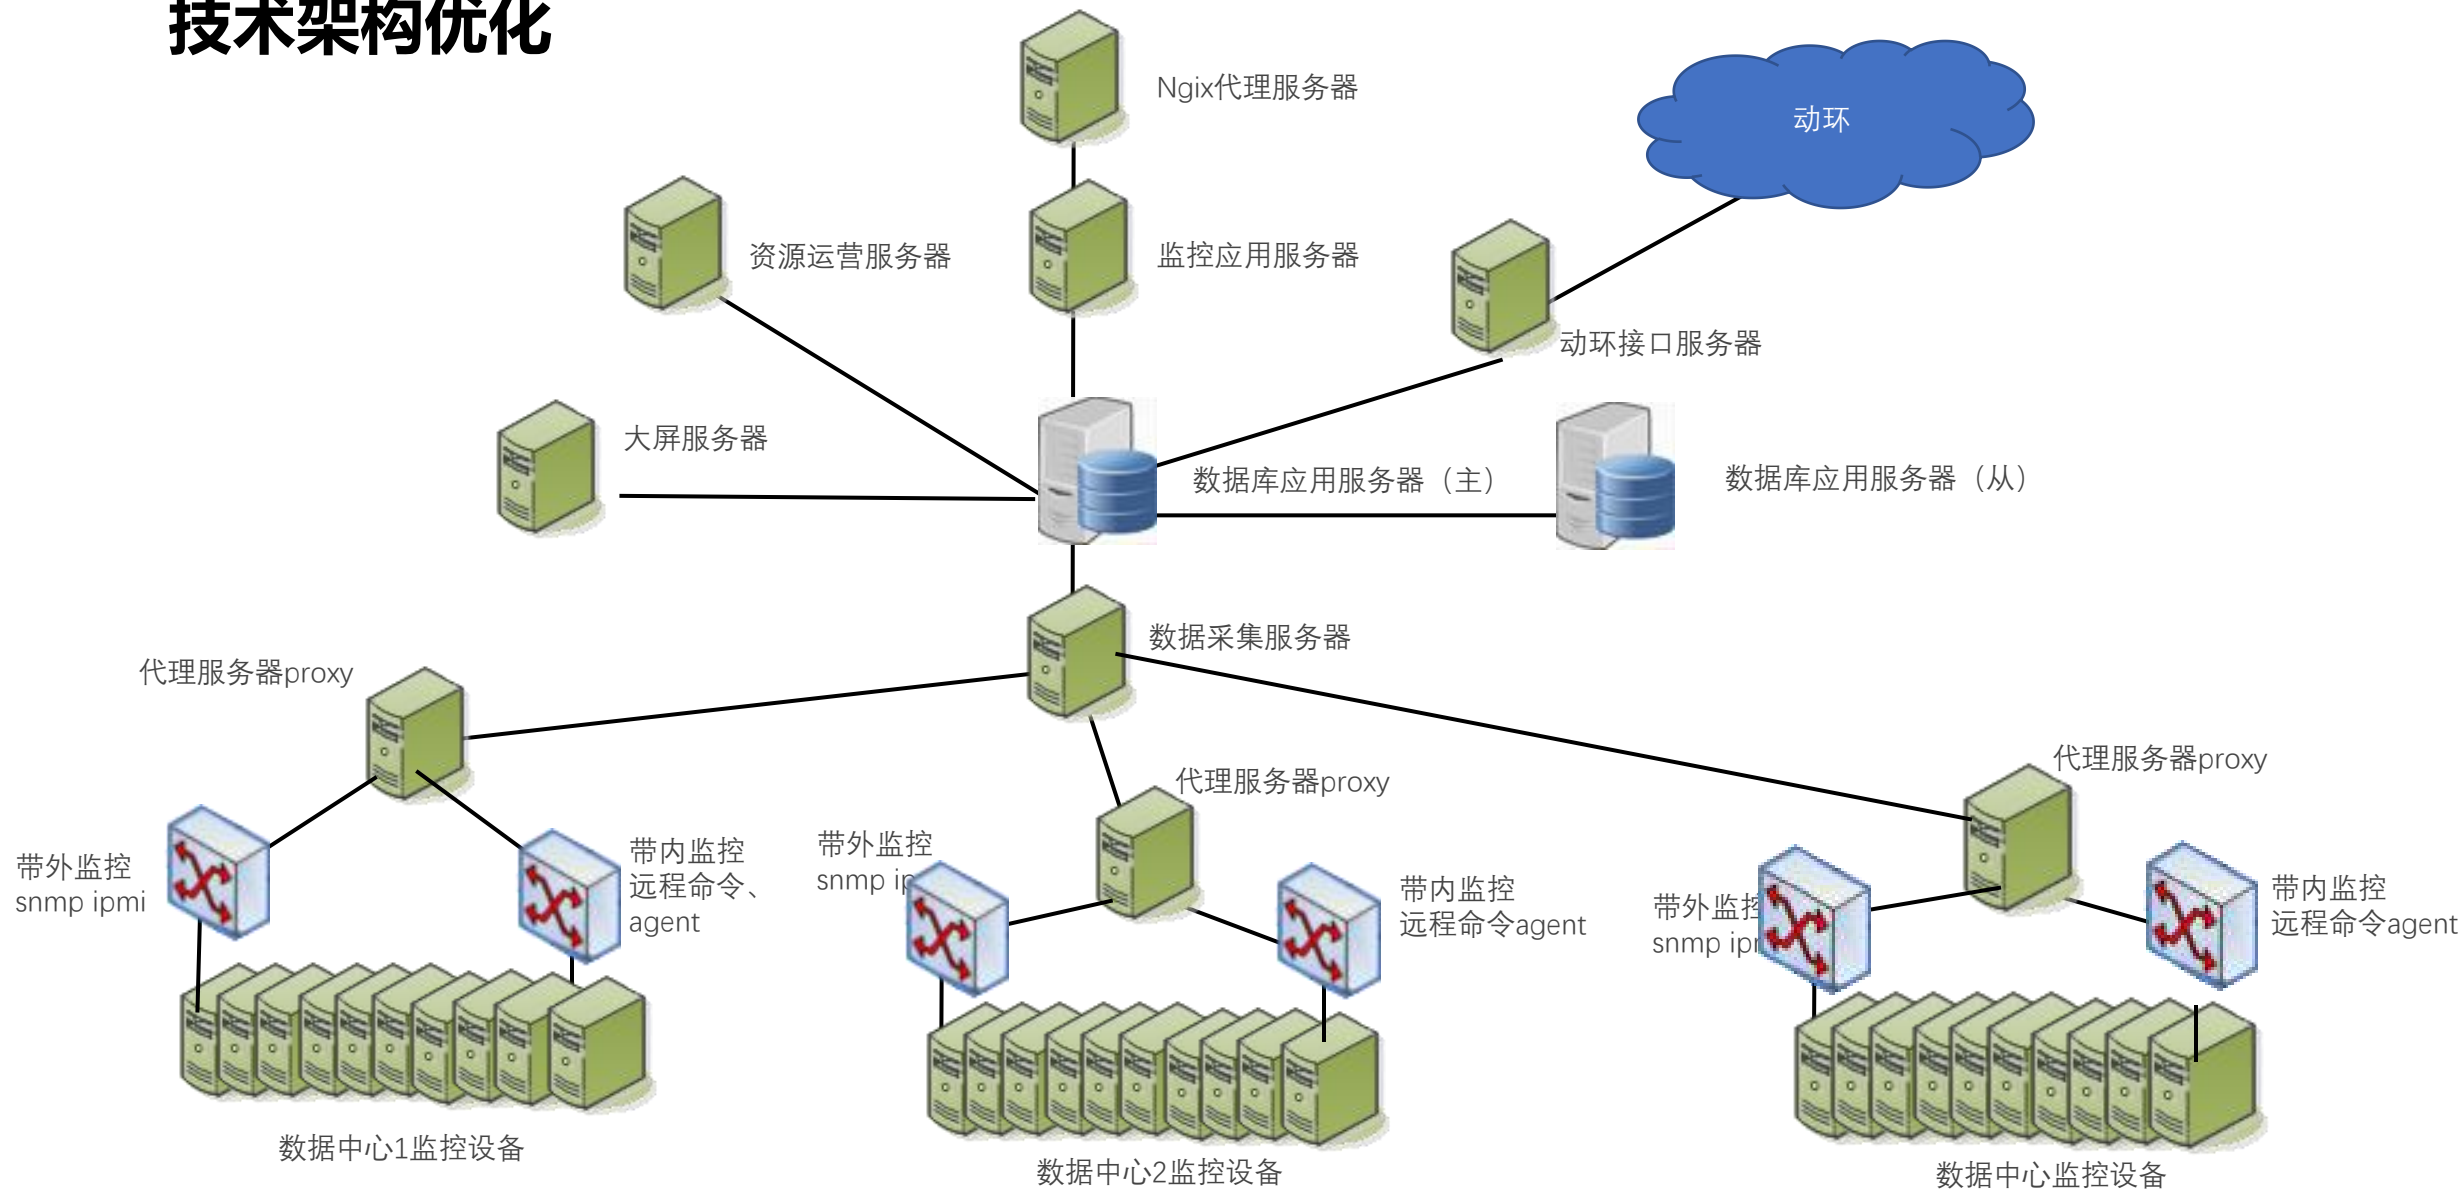 技术架构优化
Ngix代理服务器
动环
资源运营服务器
监控应用服务器
动环接口服务器
大屏服务器
数据库应用服务器（主）
数据库应用服务器（从）
数据采集服务器
代理服务器proxy
代理服务器proxy
代理服务器proxy
带外监控
snmp ipmi
带内监控
远程命令、
agent
带外监控
snmp ip
带内监控
远程命令agent
带外监控
snmp ip
带内监控
远程命令agent
数据中心1监控设备
数据中心2监控设备
数据中心监控设备